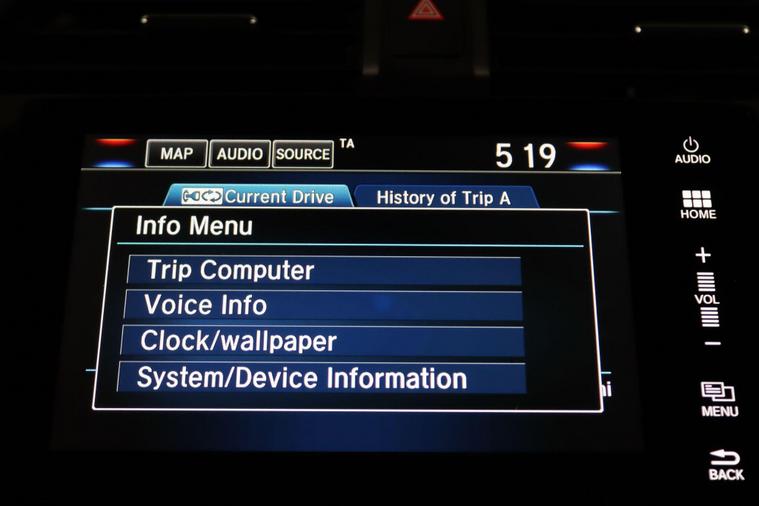 MAP AUDIO SOURCE TA 5 19
Current Drive History of Trip A
Info Menu
Trip Computer
Voice Info
Clock/wallpaper
System/Device Information
AUDIO
HOME
+
VOL
−
MENU
BACK